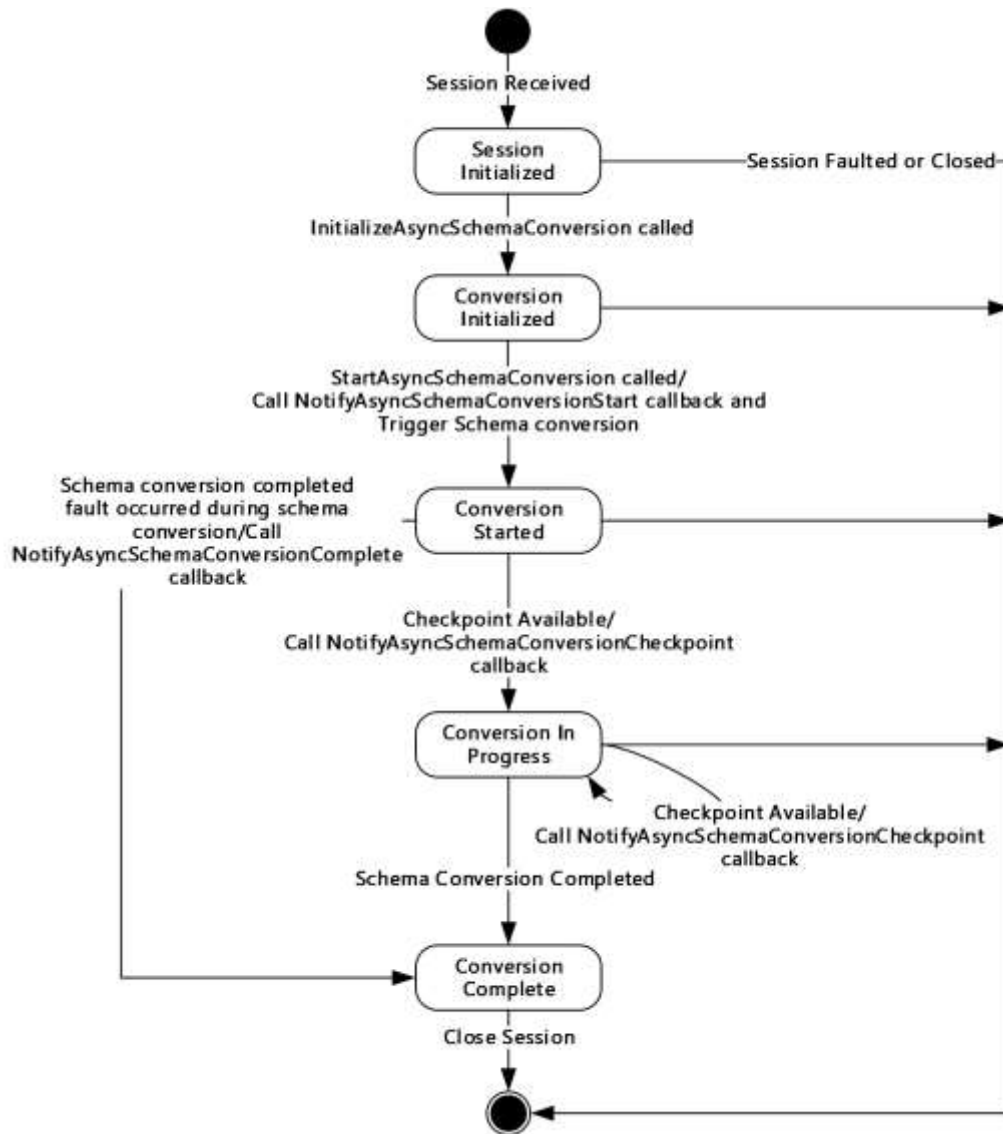 Session Received
Session
Initialized
Session Faulted or Closed
InitializeAsyncSchemaConversion called
Conversion
Initialized
StartAsyncSchemaConversion called/
Call NotifyAsyncSchemaConversionStart callback and
Trigger Schema conversion
Schema conversion completed
fault occurred during schema
conversion/Call
NotifyAsyncSchemaConversionComplete
callback
Conversion
Started
Checkpoint Available/
Call NotifyAsyncSchemaConversionCheckpoint
callback
Conversion In
Progress
Checkpoint Available/
Call NotifyAsyncSchemaConversionCheckpoint
callback
Schema Conversion Completed
Conversion
Complete
Close Session